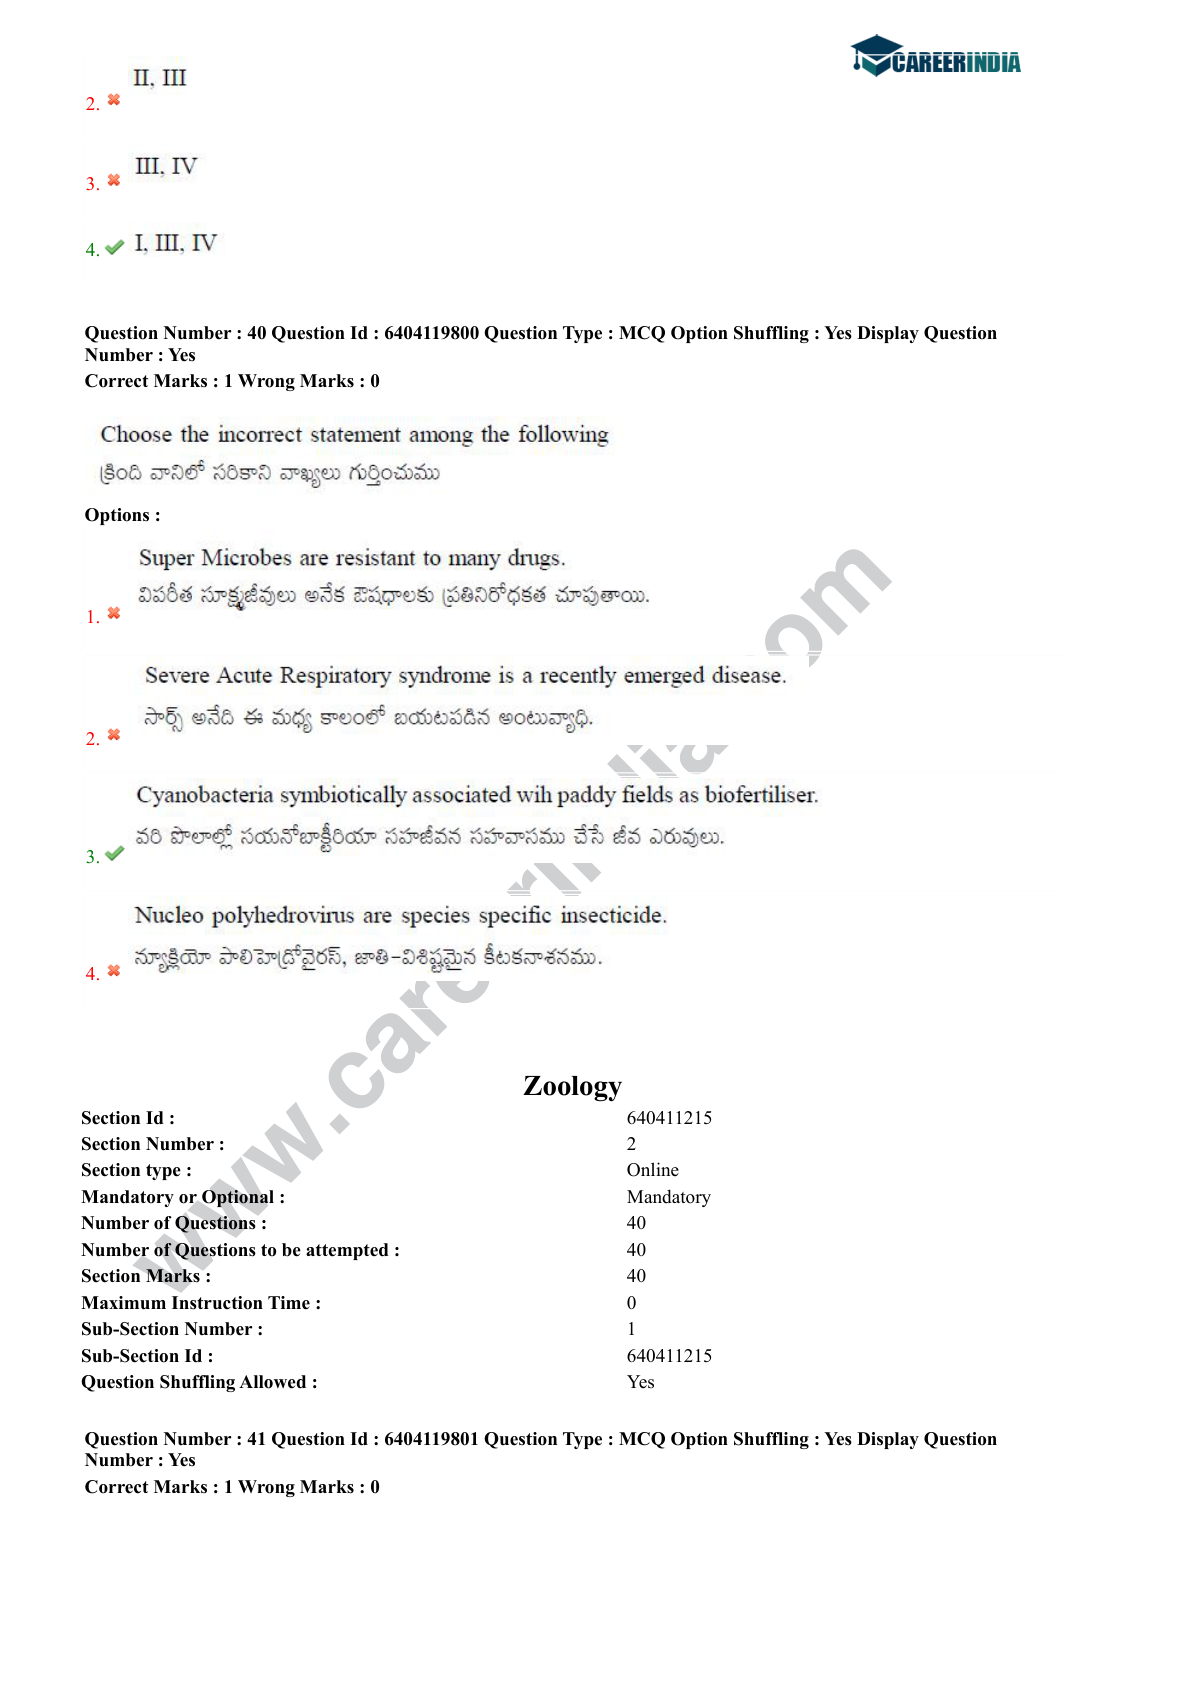 CAREERINDIA
II, III
2.
III, IV
3.
4. I, III, IV
Question Number : 40 Question Id : 6404119800 Question Type : MCQ Option Shuffling : Yes Display Question
Number : Yes
Correct Marks : 1 Wrong Marks : 0
Choose the incorrect statement among the following
క్రింది వానిలో సరికాని వాఖ్యలు గుర్తించుము
Options :
Super Microbes are resistant to many drugs.
విపరీత సూక్ష్మజీవులు అనేక ఔషధాలకు ప్రతినిరోధకత చూపుతాయి.
1.
Severe Acute Respiratory syndrome is a recently emerged disease.
సార్స్ అనేది ఈ మధ్య కాలంలో బయటపడిన అంటువ్యాధి.
2.
Cyanobacteria symbiotically associated wih paddy fields as biofertiliser.
వరి పొలాల్లో సయనోబాక్టీరియా సహజీవన సహవాసము చేసే జీవ ఎరువులు.
3.
Nucleo polyhedrovirus are species specific insecticide.
న్యూక్లియో పాలిహెడ్రోవైరస్, జాతి-విశిష్టమైన కీటకనాశనము.
4.
Zoology
Section Id : 640411215
Section Number : 2
Section type : Online
Mandatory or Optional : Mandatory
Number of Questions : 40
Number of Questions to be attempted : 40
Section Marks : 40
Maximum Instruction Time : 0
Sub-Section Number : 1
Sub-Section Id : 640411215
Question Shuffling Allowed : Yes
Question Number : 41 Question Id : 6404119801 Question Type : MCQ Option Shuffling : Yes Display Question
Number : Yes
Correct Marks : 1 Wrong Marks : 0